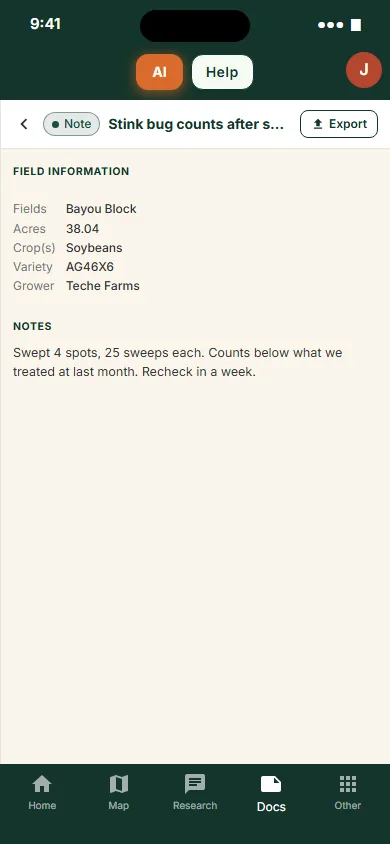 9:41
AI
Help
J
Note
Stink bug counts after s...
Export
FIELD INFORMATION
Fields Bayou Block
Acres 38.04
Crop(s) Soybeans
Variety AG46X6
Grower Teche Farms
NOTES
Swept 4 spots, 25 sweeps each. Counts below what we
treated at last month. Recheck in a week.
Home
Map
Research
Docs
Other